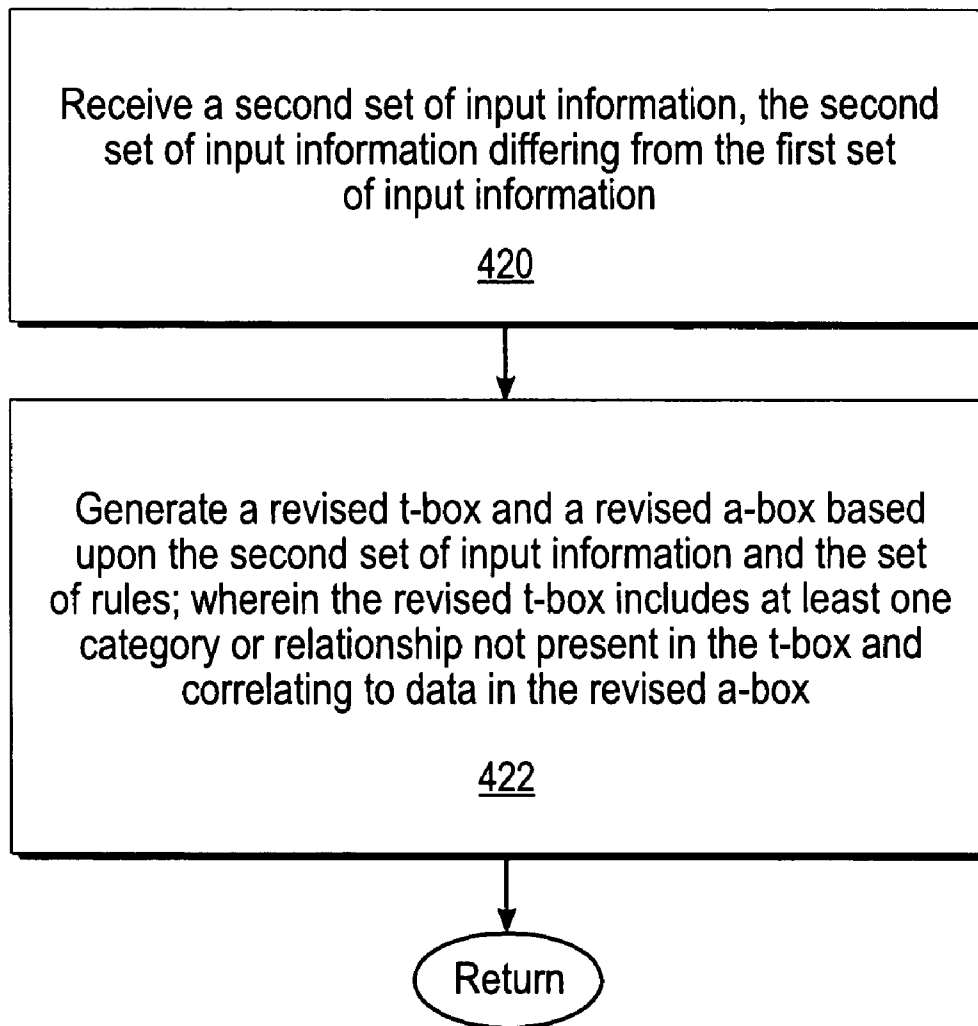 Receive a second set of input information, the second
set of input information differing from the first set
of input information
420
Generate a revised t-box and a revised a-box based
upon the second set of input information and the set
of rules; wherein the revised t-box includes at least one
category or relationship not present in the t-box and
correlating to data in the revised a-box
422
Return